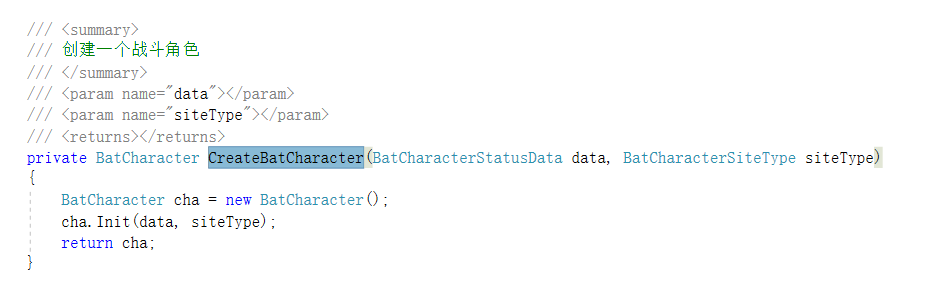 /// <summary>
/// 创建一个战斗角色
/// </summary>
/// <param name="data"></param>
/// <param name="siteType"></param>
/// <returns></returns>
private BatCharacter CreateBatCharacter(BatCharacterStatusData data, BatCharacterSiteType siteType)
{
    BatCharacter cha = new BatCharacter();
    cha.Init(data, siteType);
    return cha;
}